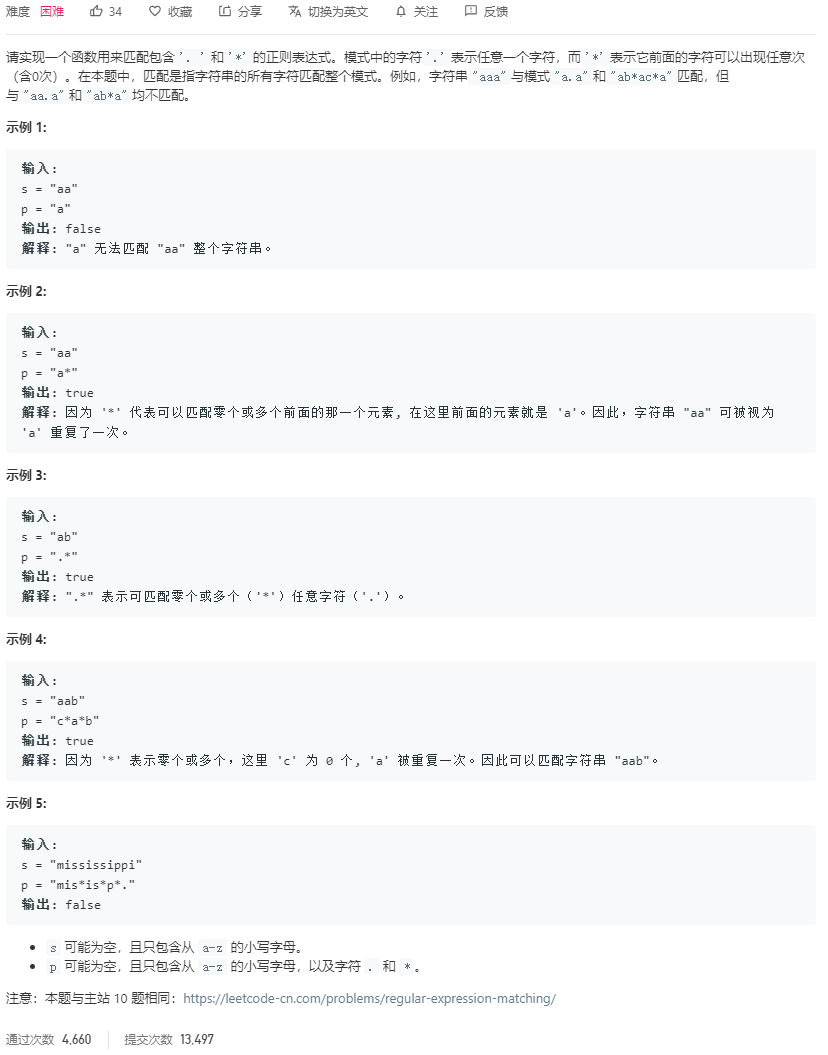 难度 困难 34 收藏 分享 切换为英文 关注 反馈
请实现一个函数用来匹配包含'. '和'*'的正则表达式。模式中的字符'.'表示任意一个字符，而'*'表示它前面的字符可以出现任意次
（含0次）。在本题中，匹配是指字符串的所有字符匹配整个模式。例如，字符串"aaa"与模式"a.a"和"ab*ac*a"匹配，但
与"aa.a"和"ab*a"均不匹配。
示例 1:
输入:
s = "aa"
p = "a"
输出: false
解释: "a" 无法匹配 "aa" 整个字符串。
示例 2:
输入:
s = "aa"
p = "a*"
输出: true
解释: 因为 '*' 代表可以匹配零个或多个前面的那一个元素, 在这里前面的元素就是 'a'。因此，字符串 "aa" 可被视为
'a' 重复了一次。
示例 3:
输入:
s = "ab"
p = ".*"
输出: true
解释: ".*" 表示可匹配零个或多个（'*'）任意字符（'.'）。
示例 4:
输入:
s = "aab"
p = "c*a*b"
输出: true
解释: 因为 '*' 表示零个或多个，这里 'c' 为 0 个, 'a' 被重复一次。因此可以匹配字符串 "aab"。
示例 5:
输入:
s = "mississippi"
p = "mis*is*p*."
输出: false
s 可能为空，且只包含从 a-z 的小写字母。
p 可能为空，且只包含从 a-z 的小写字母，以及字符 . 和 *。
注意：本题与主站 10 题相同：https://leetcode-cn.com/problems/regular-expression-matching/
通过次数 4,660 提交次数 13,497